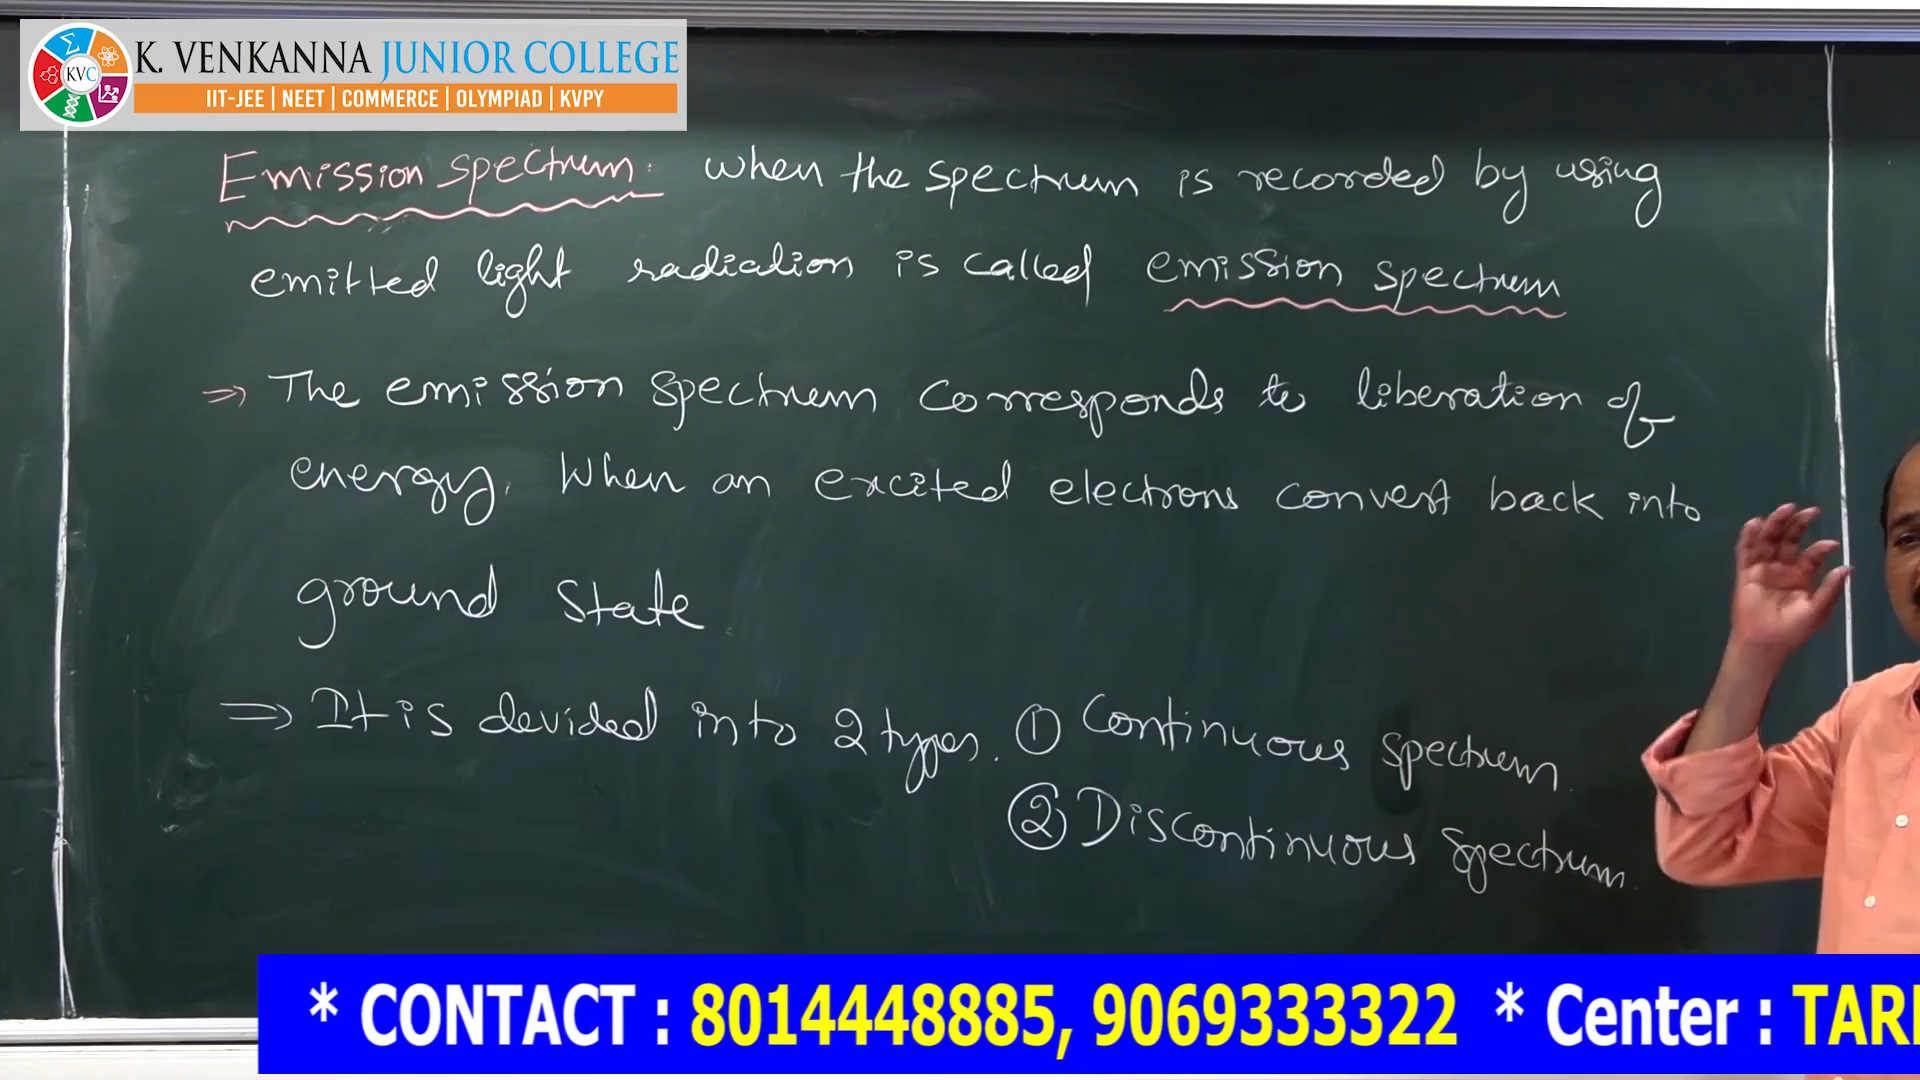 KVC
K. VENKANNA JUNIOR COLLEGE
IIT-JEE | NEET | COMMERCE | OLYMPIAD | KVPY
Emission spectrum: when the spectrum is recorded by using
emitted light radiation is called emission spectrum
⇒ The emission spectrum corresponds to liberation of
energy. When an excited electrons convert back into
ground state
⇒ It is devided into 2 types. ① Continuous spectrum.
② Discontinuous spectrum.
* CONTACT : 8014448885, 9069333322 * Center : TAR